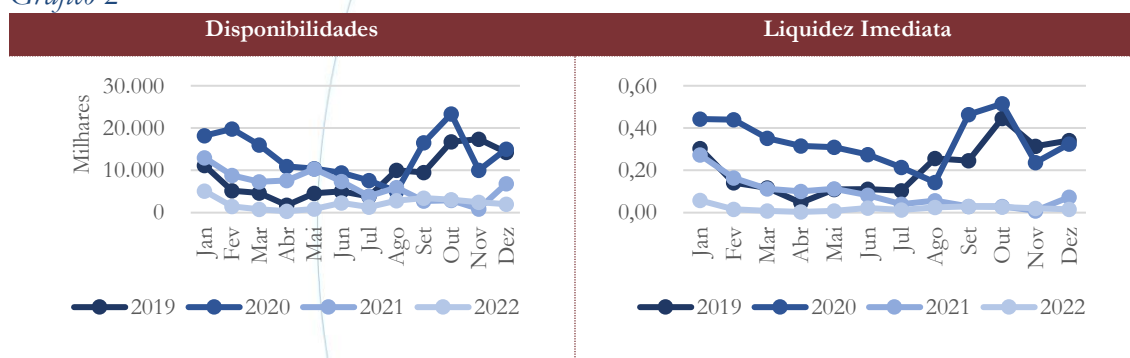 Gráfico 2
Disponibilidades
Liquidez Imediata
Milhares
30.000
20.000
10.000
0
Jan Fev Mar Abr Mai Jun Jul Ago Set Out Nov Dez
2019 2020 2021 2022
0,60
0,40
0,20
0,00
Jan Fev Mar Abr Mai Jun Jul Ago Set Out Nov Dez
2019 2020 2021 2022